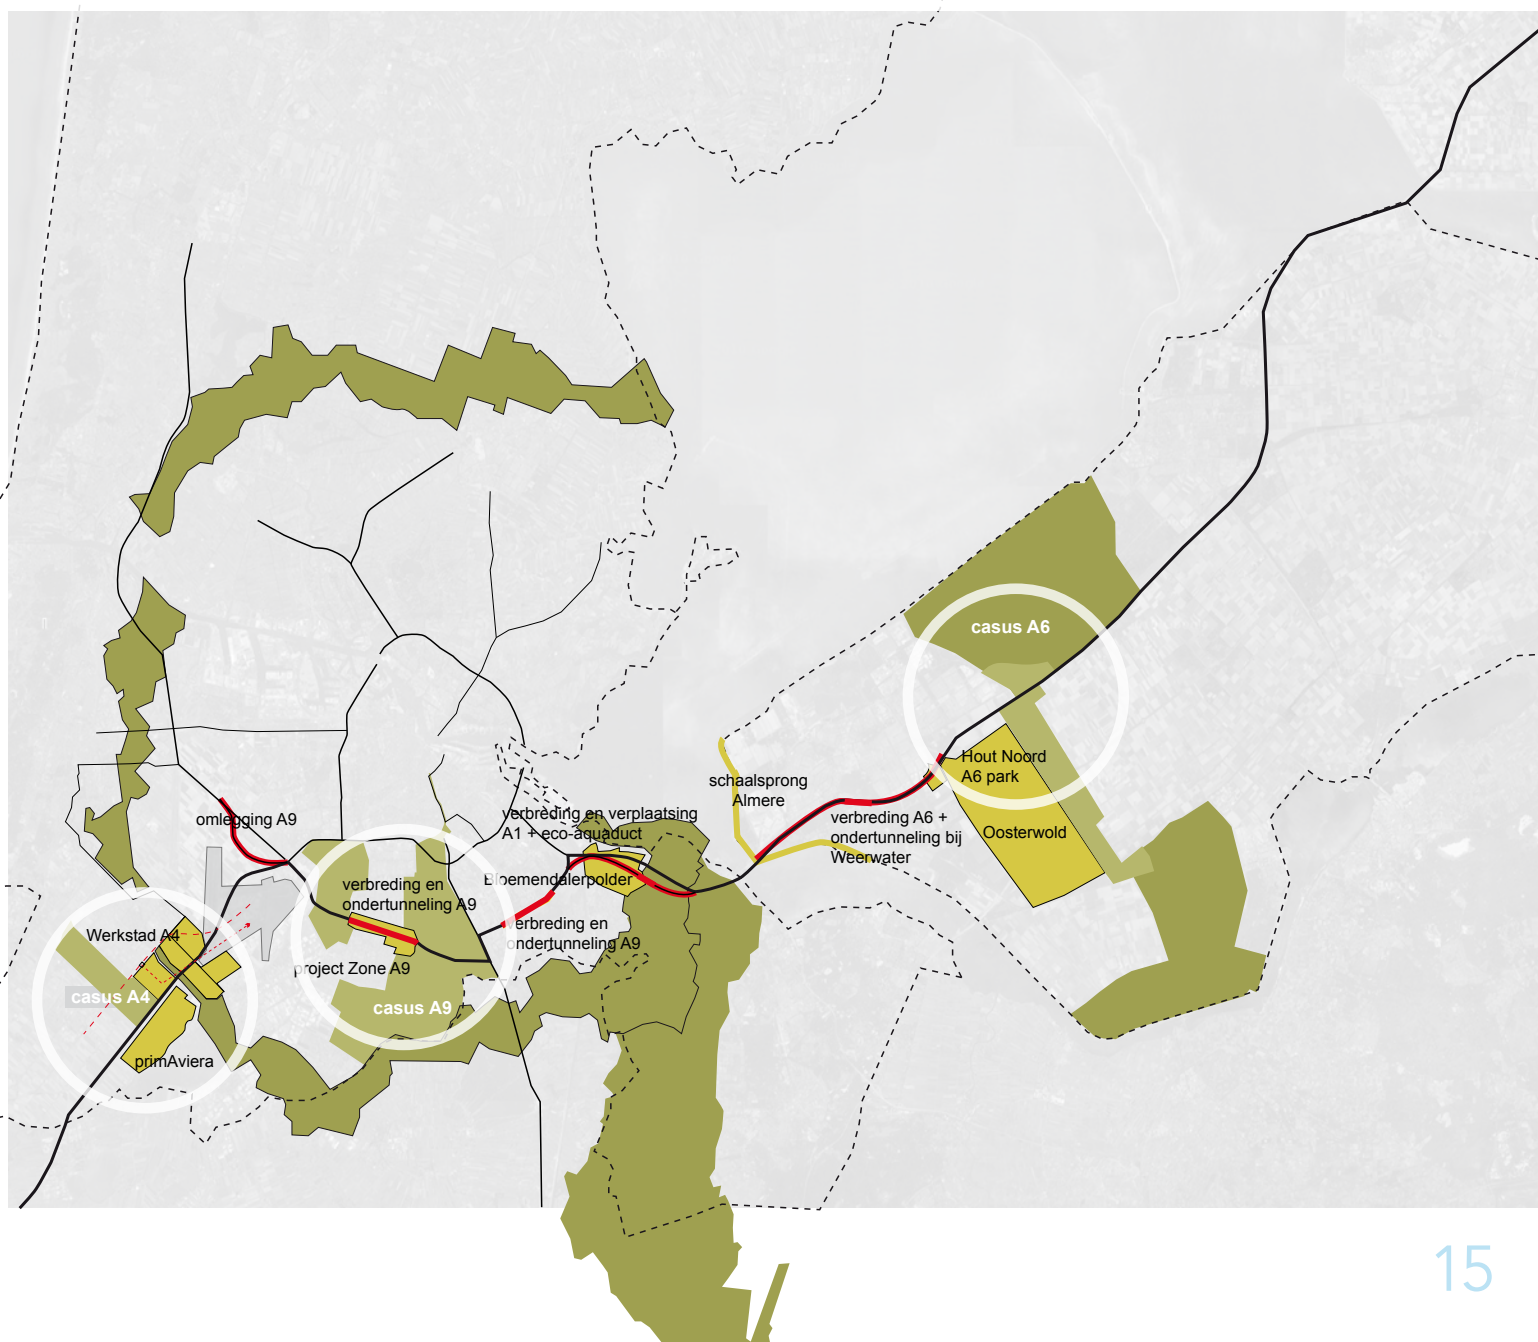 casus A6
Hout Noord
A6 park
schaalsprong
Almere
verbreding en verplaatsing
A1 + eco-aquaduct
omlegging A9
verbreding A6 +
ondertunneling bij
Weerwater
Oosterwold
Bloemendalerpolder
verbreding en
ondertunneling A9
verbreding en
ondertunneling A9
Werkstad A4
project Zone A9
casus A4
casus A9
primAviera
15